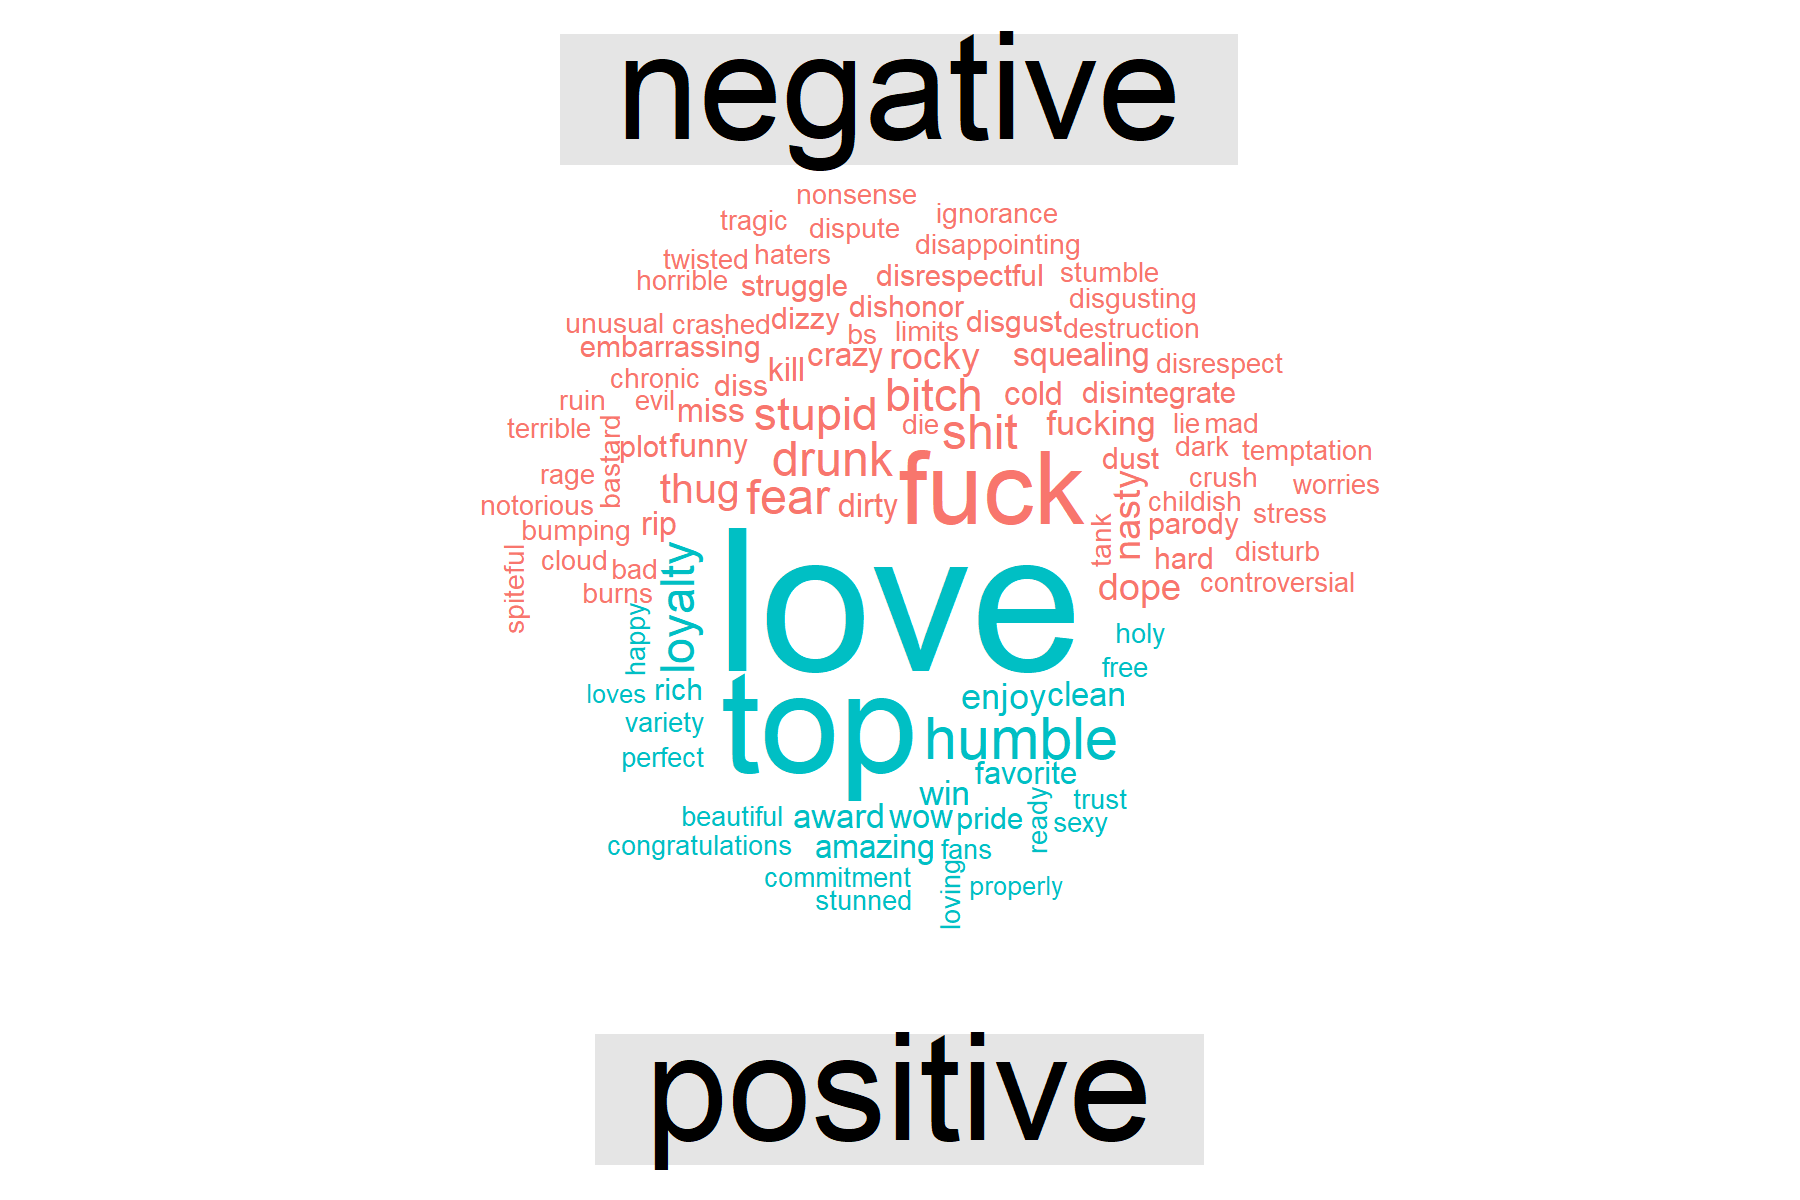 negative
nonsense
tragic dispute ignorance
twisted haters disappointing
horrible struggle disrespectful stumble
dishonor disgusting
unusual crashed dizzy bs limits disgust destruction
embarrassing crazy rocky squealing disrespect
chronic diss kill bitch cold disintegrate
ruin evil miss stupid die shit fucking lie mad
terrible bastard plot funny drunk dust dark temptation
rage thug fear dirty fuck nasty crush worries
notorious childish
bumping rip tank parody stress
cloud bad hard disturb
spiteful burns dope controversial
happy loyalty love holy
free
loves rich enjoy clean
variety top humble
perfect favorite
win ready trust
beautiful award wow pride sexy
congratulations amazing fans
commitment loving properly
stunned
positive